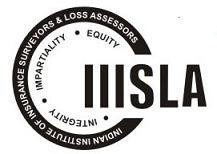 INDIAN INSTITUTE OF INSURANCE SURVEYORS & LOSS ASSESSORS
• INTEGRITY • IMPARTIALITY • EQUITY
IIISLA